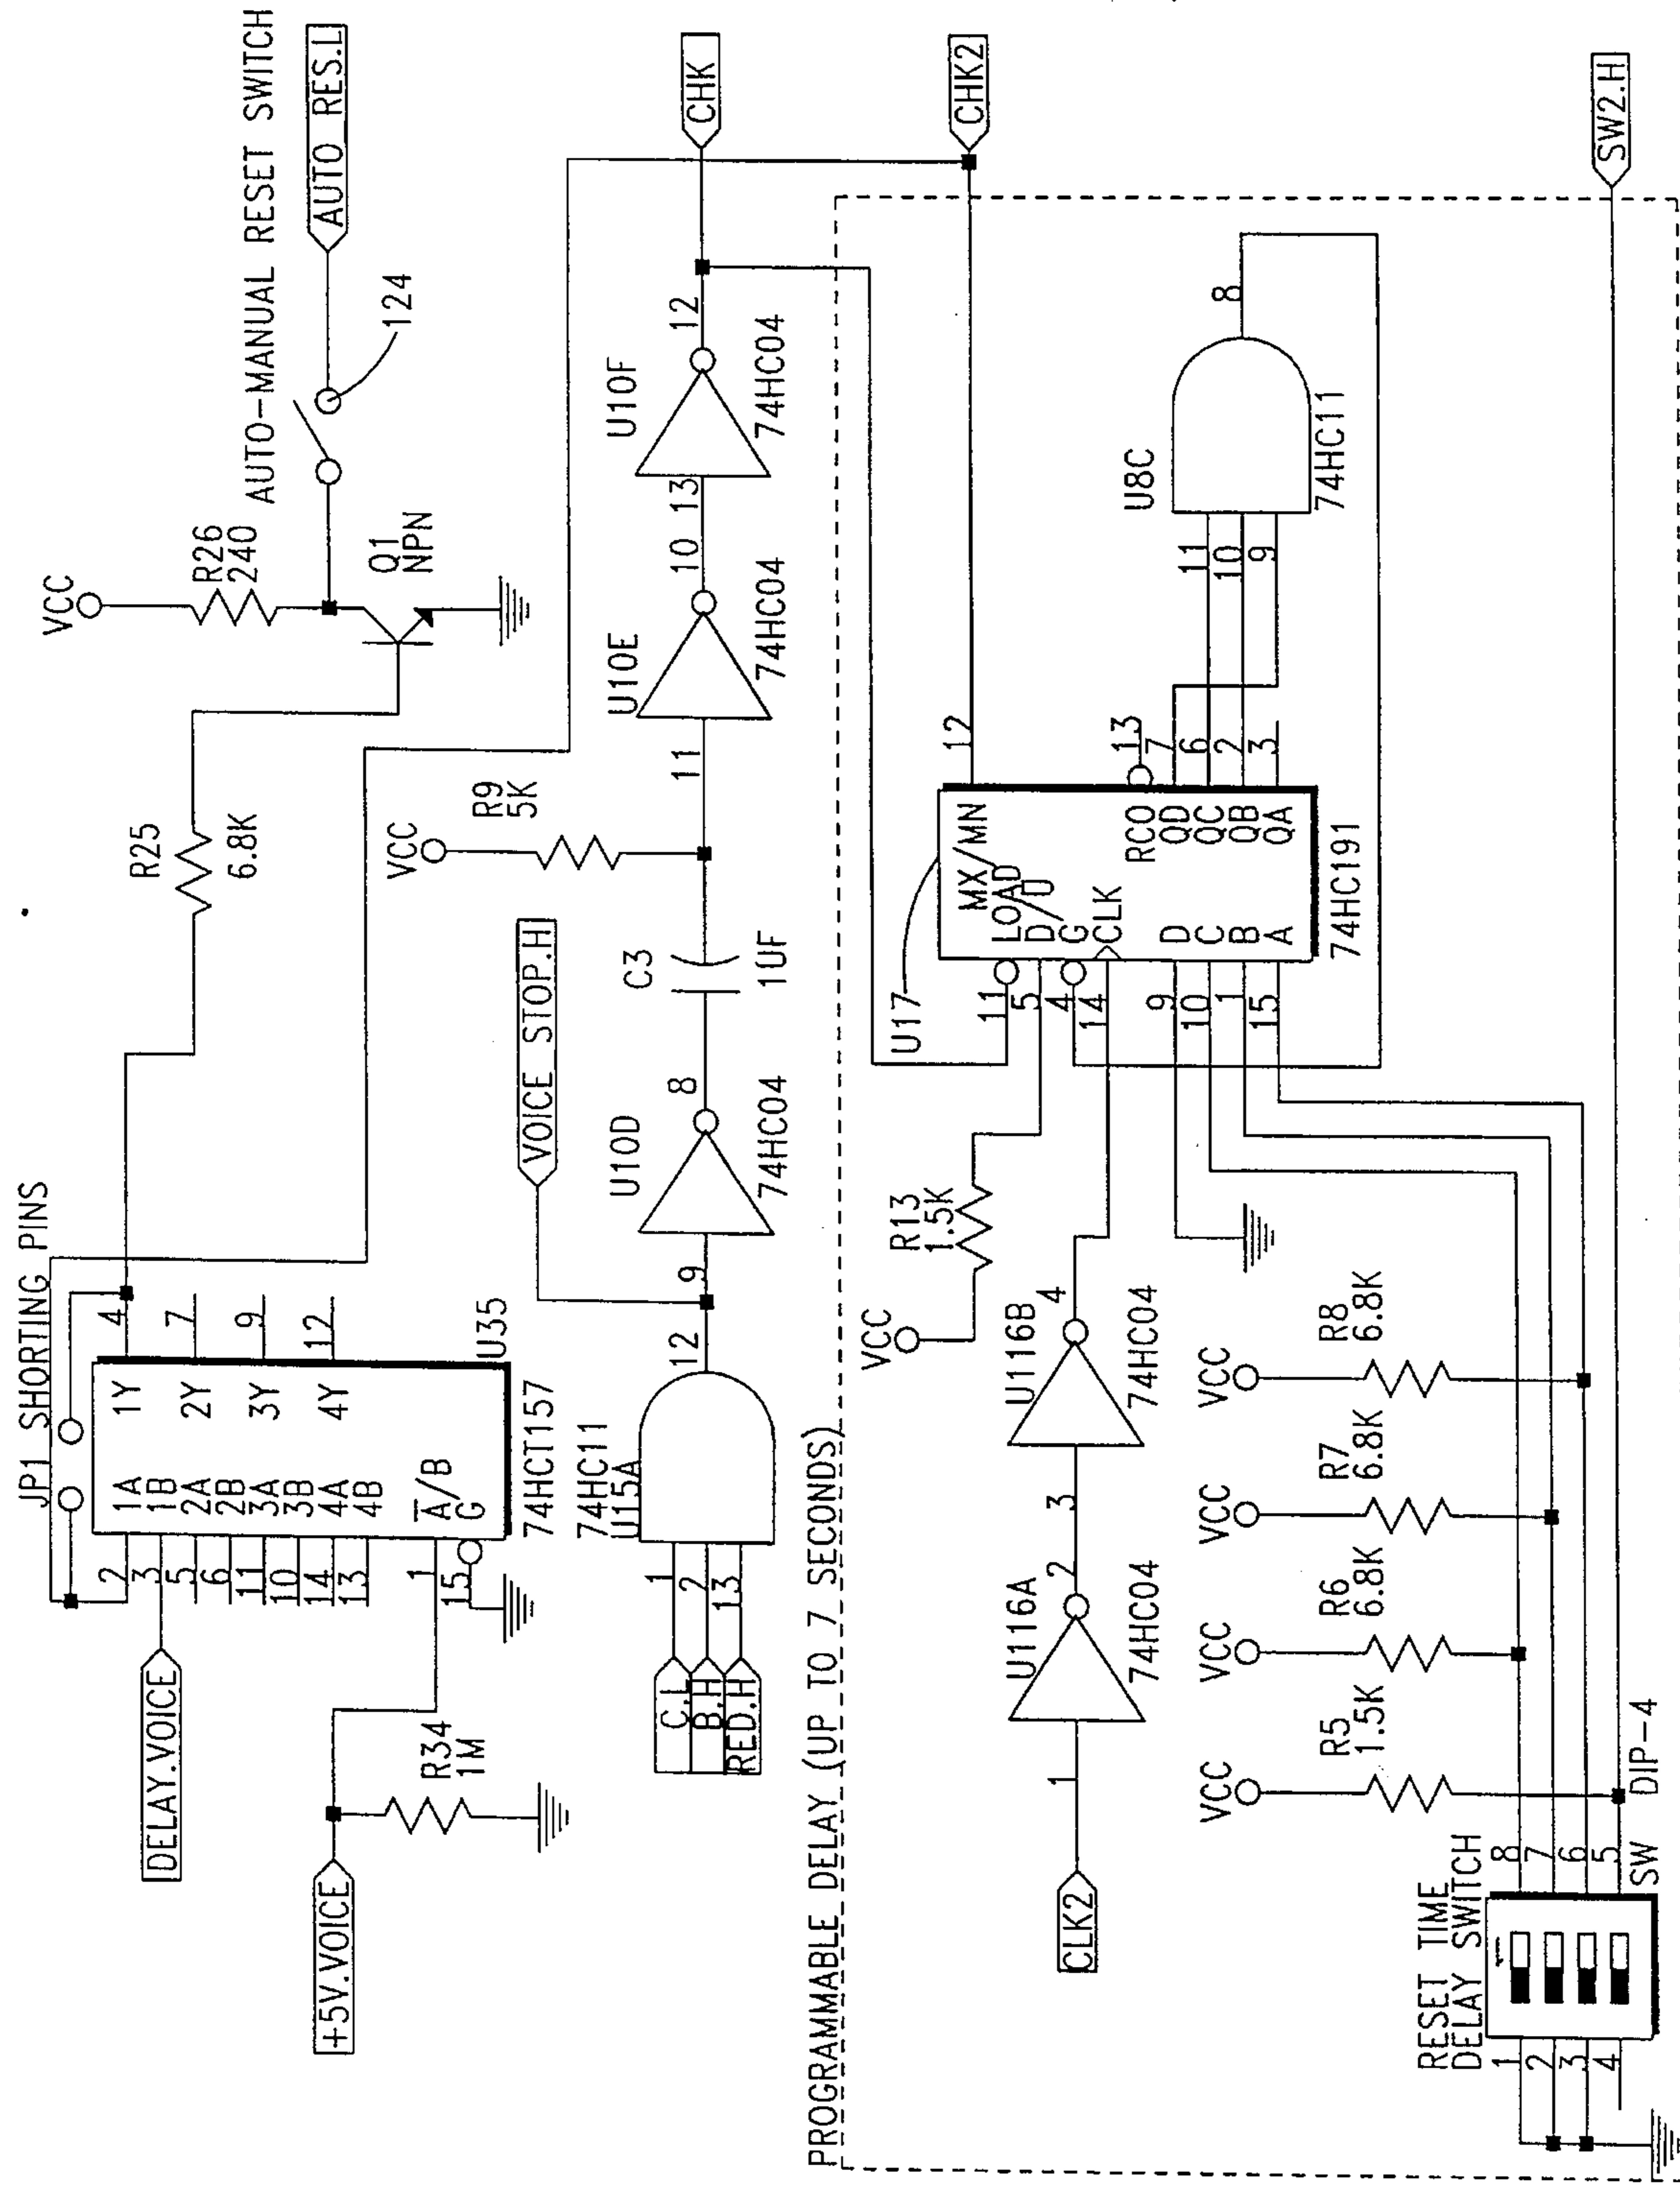 JP1 SHORTING PINS
DELAY.VOICE
+5V.VOICE
R34
1M
2
3
5
6
11
10
14
13
1
15
1A
1B
2A
2B
3A
3B
4A
4B
A̅/B
G
1Y
2Y
3Y
4Y
4
7
9
12
U35
74HCT157
R25
6.8K
VCC
R26
240
Q1
NPN
AUTO-MANUAL RESET SWITCH
AUTO RES.L
124
74HC11
U15A
C.L
B.H
RED.H
1
2
13
12
VOICE STOP.H
9
U10D
8
74HC04
C3
1UF
VCC
R9
5K
11
U10E
10
74HC04
13
U10F
12
74HC04
CHK
CHK2
PROGRAMMABLE DELAY (UP TO 7 SECONDS)
VCC
R13
1.5K
CLK2
1
U116A
2
74HC04
3
U116B
4
74HC04
U17
11
5
4
14
9
10
1
15
MX/MN
LOAD
D/U
G
CLK
D
C
B
A
RCO
QD
QC
QB
QA
12
13
7
6
2
3
74HC191
U8C
11
10
9
8
74HC11
VCC
R5
1.5K
VCC
R6
6.8K
VCC
R7
6.8K
VCC
R8
6.8K
RESET TIME
DELAY SWITCH
1
2
3
4
8
7
6
5
SW
DIP-4
SW2.H